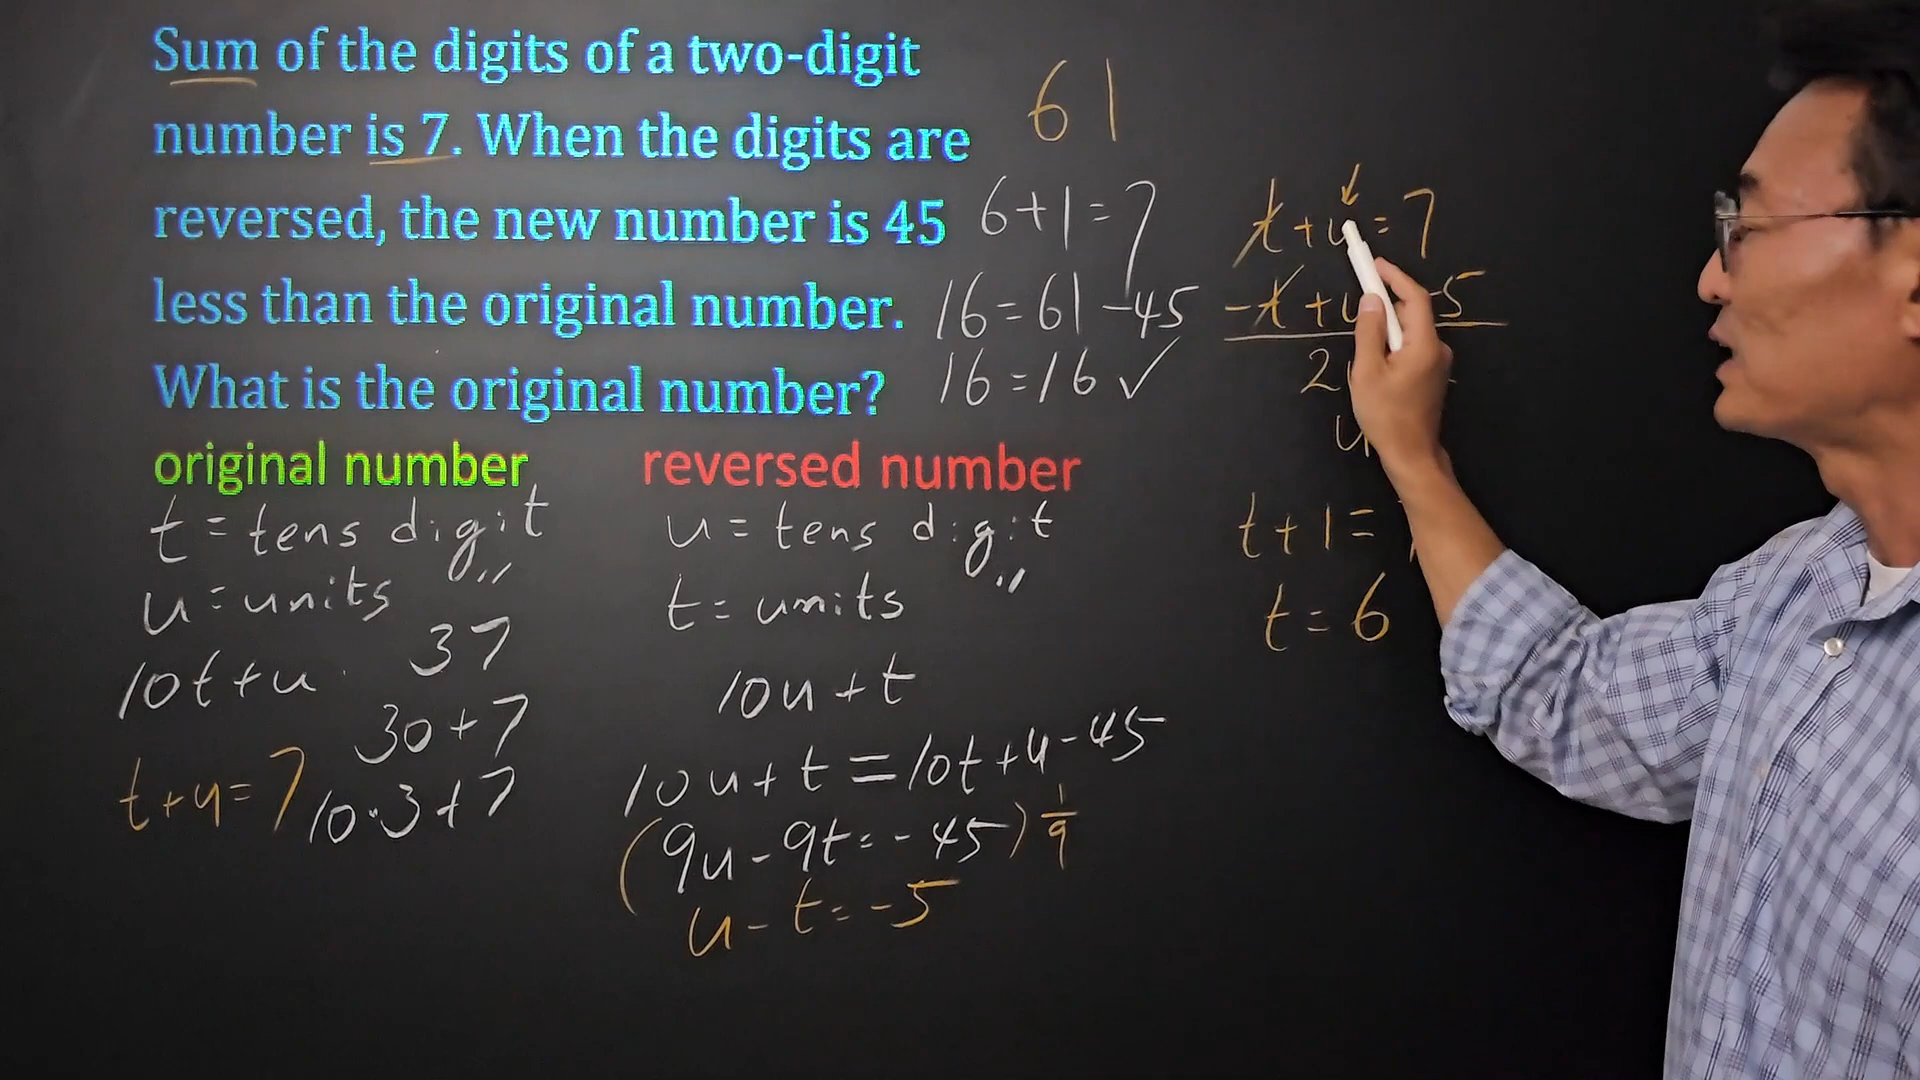 Sum of the digits of a two-digit
number is 7. When the digits are
reversed, the new number is 45
less than the original number.
What is the original number?
61
6+1=7
16=61-45
16=16 ✓
original number
t=tens digit
u=units "
10t+u
37
30+7
10·3+7
t+u=7
reversed number
u=tens digit
t=units "
10u+t
10u+t=10t+u-45
(9u-9t=-45)1/9
u-t=-5
t+u=7
-t+u -5
2u
u
t+1=
t=6